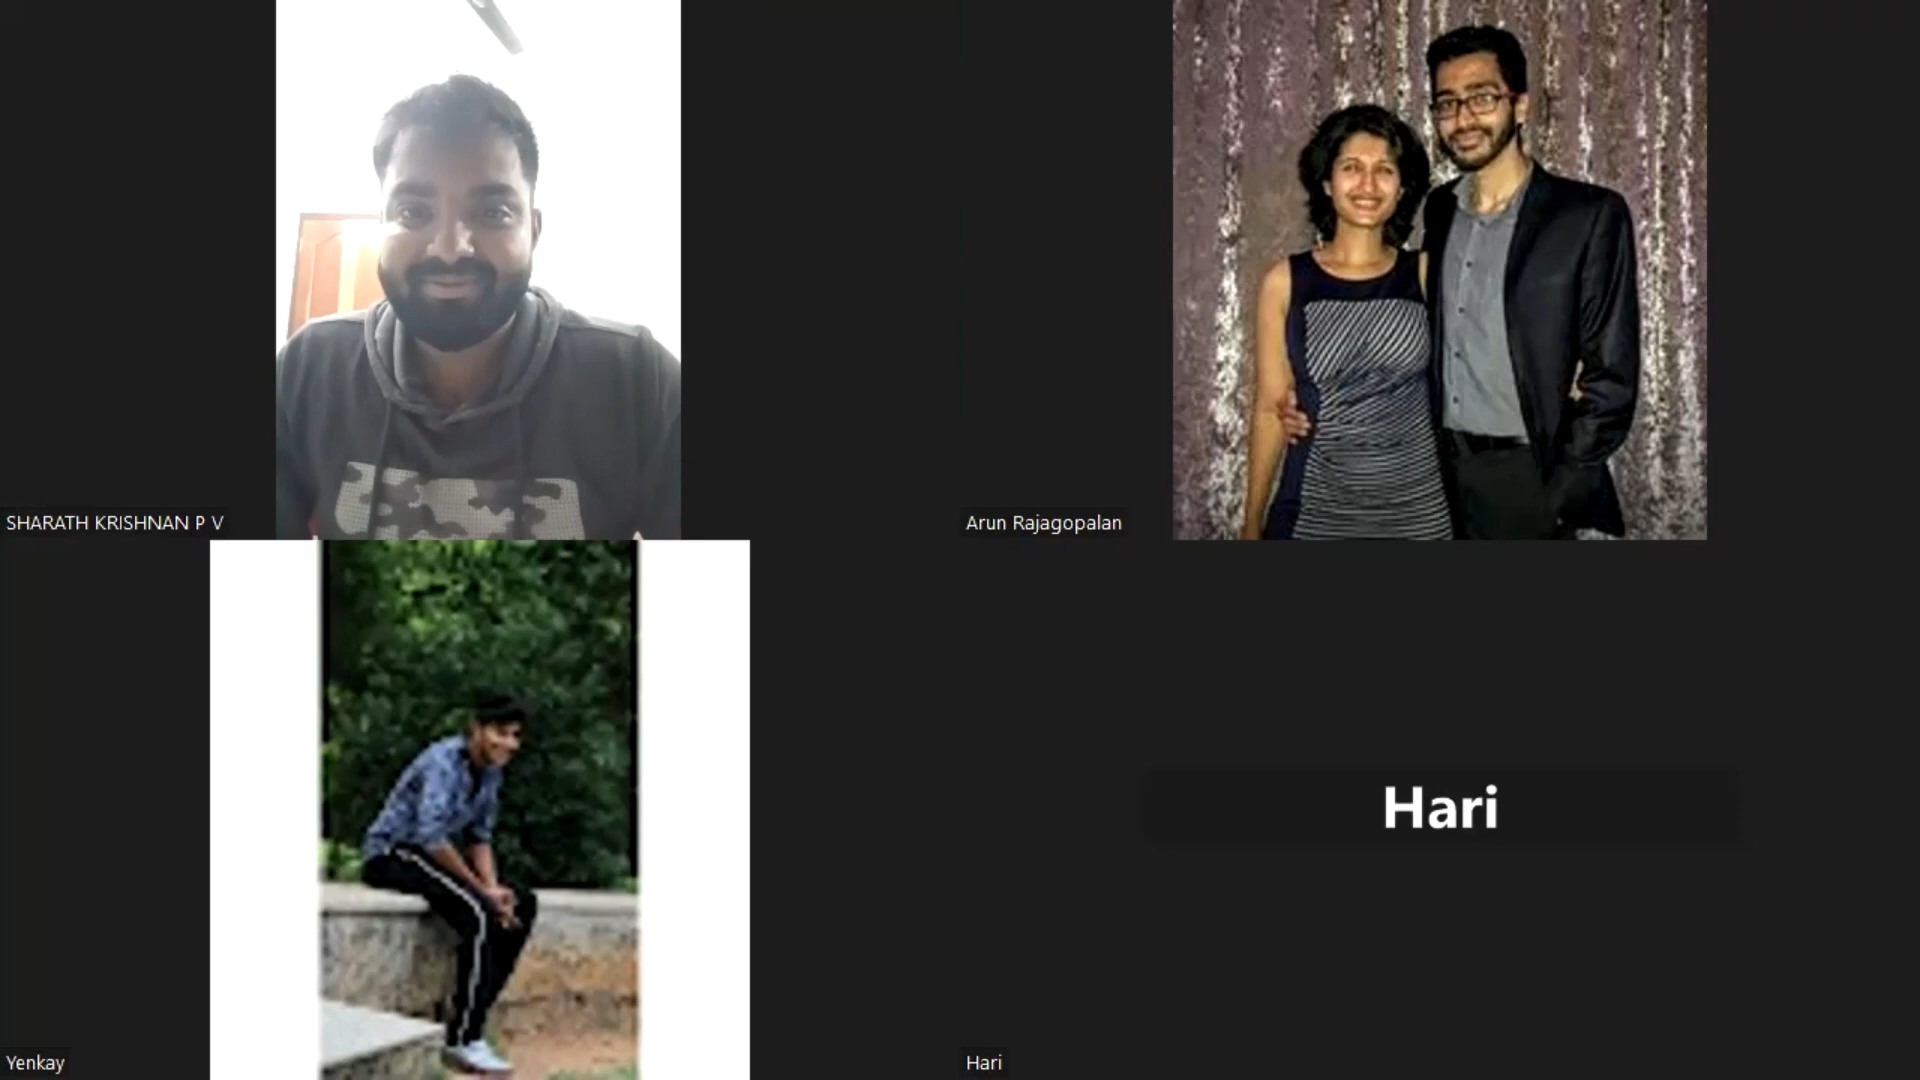 SHARATH KRISHNAN P V
Arun Rajagopalan
Hari
Yenkay
Hari